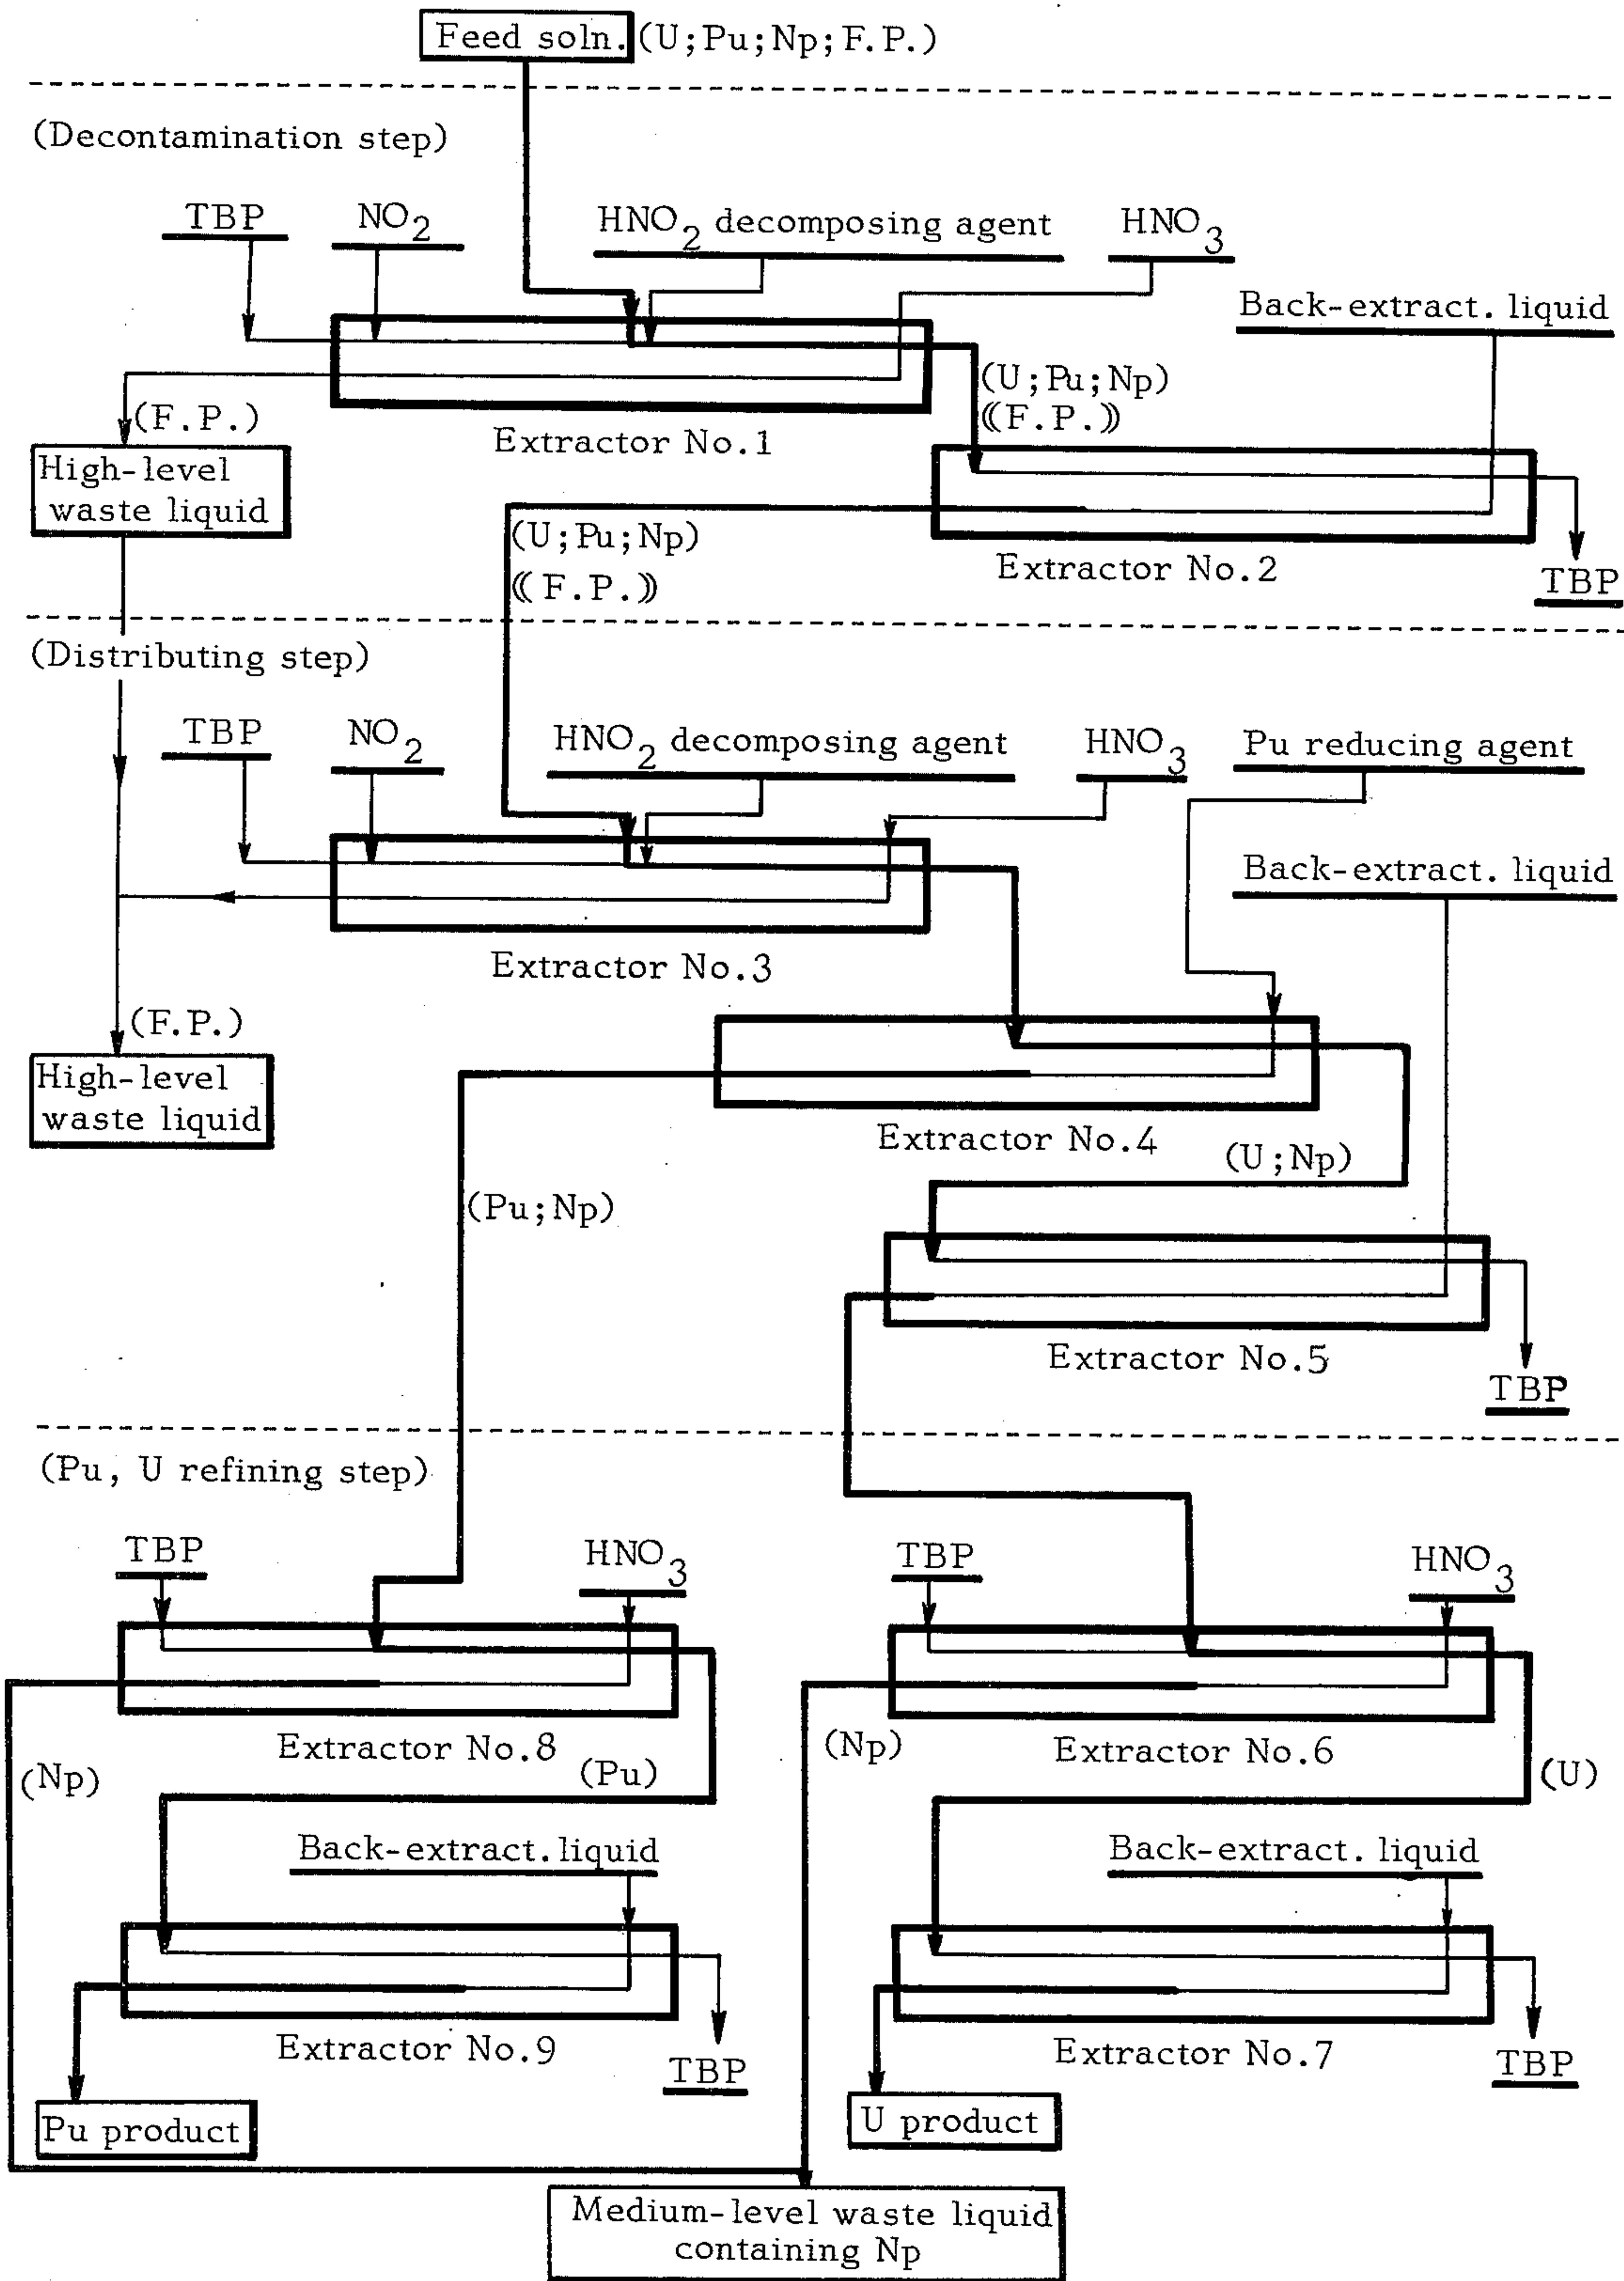 Feed soln. (U;Pu;Np;F.P.)
(Decontamination step)
TBP
NO2
HNO2 decomposing agent
HNO3
Back-extract. liquid
(U;Pu;Np)
((F.P.))
(F.P.)
Extractor No.1
High-level
waste liquid
(U;Pu;Np)
((F.P.))
Extractor No.2
TBP
(Distributing step)
TBP
NO2
HNO2 decomposing agent
HNO3
Pu reducing agent
Back-extract. liquid
Extractor No.3
(F.P.)
High-level
waste liquid
Extractor No.4
(U;Np)
(Pu;Np)
Extractor No.5
TBP
(Pu, U refining step)
TBP
HNO3
TBP
HNO3
Extractor No.8
(Np)
Extractor No.6
(Np)
(Pu)
(U)
Back-extract. liquid
Back-extract. liquid
Extractor No.9
TBP
Extractor No.7
TBP
Pu product
U product
Medium-level waste liquid
containing Np